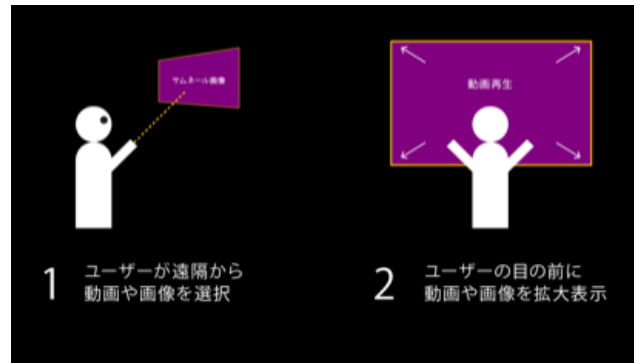 サムネール画像
動画再生
1
ユーザーが遠隔から
動画や画像を選択
2
ユーザーの目の前に
動画や画像を拡大表示